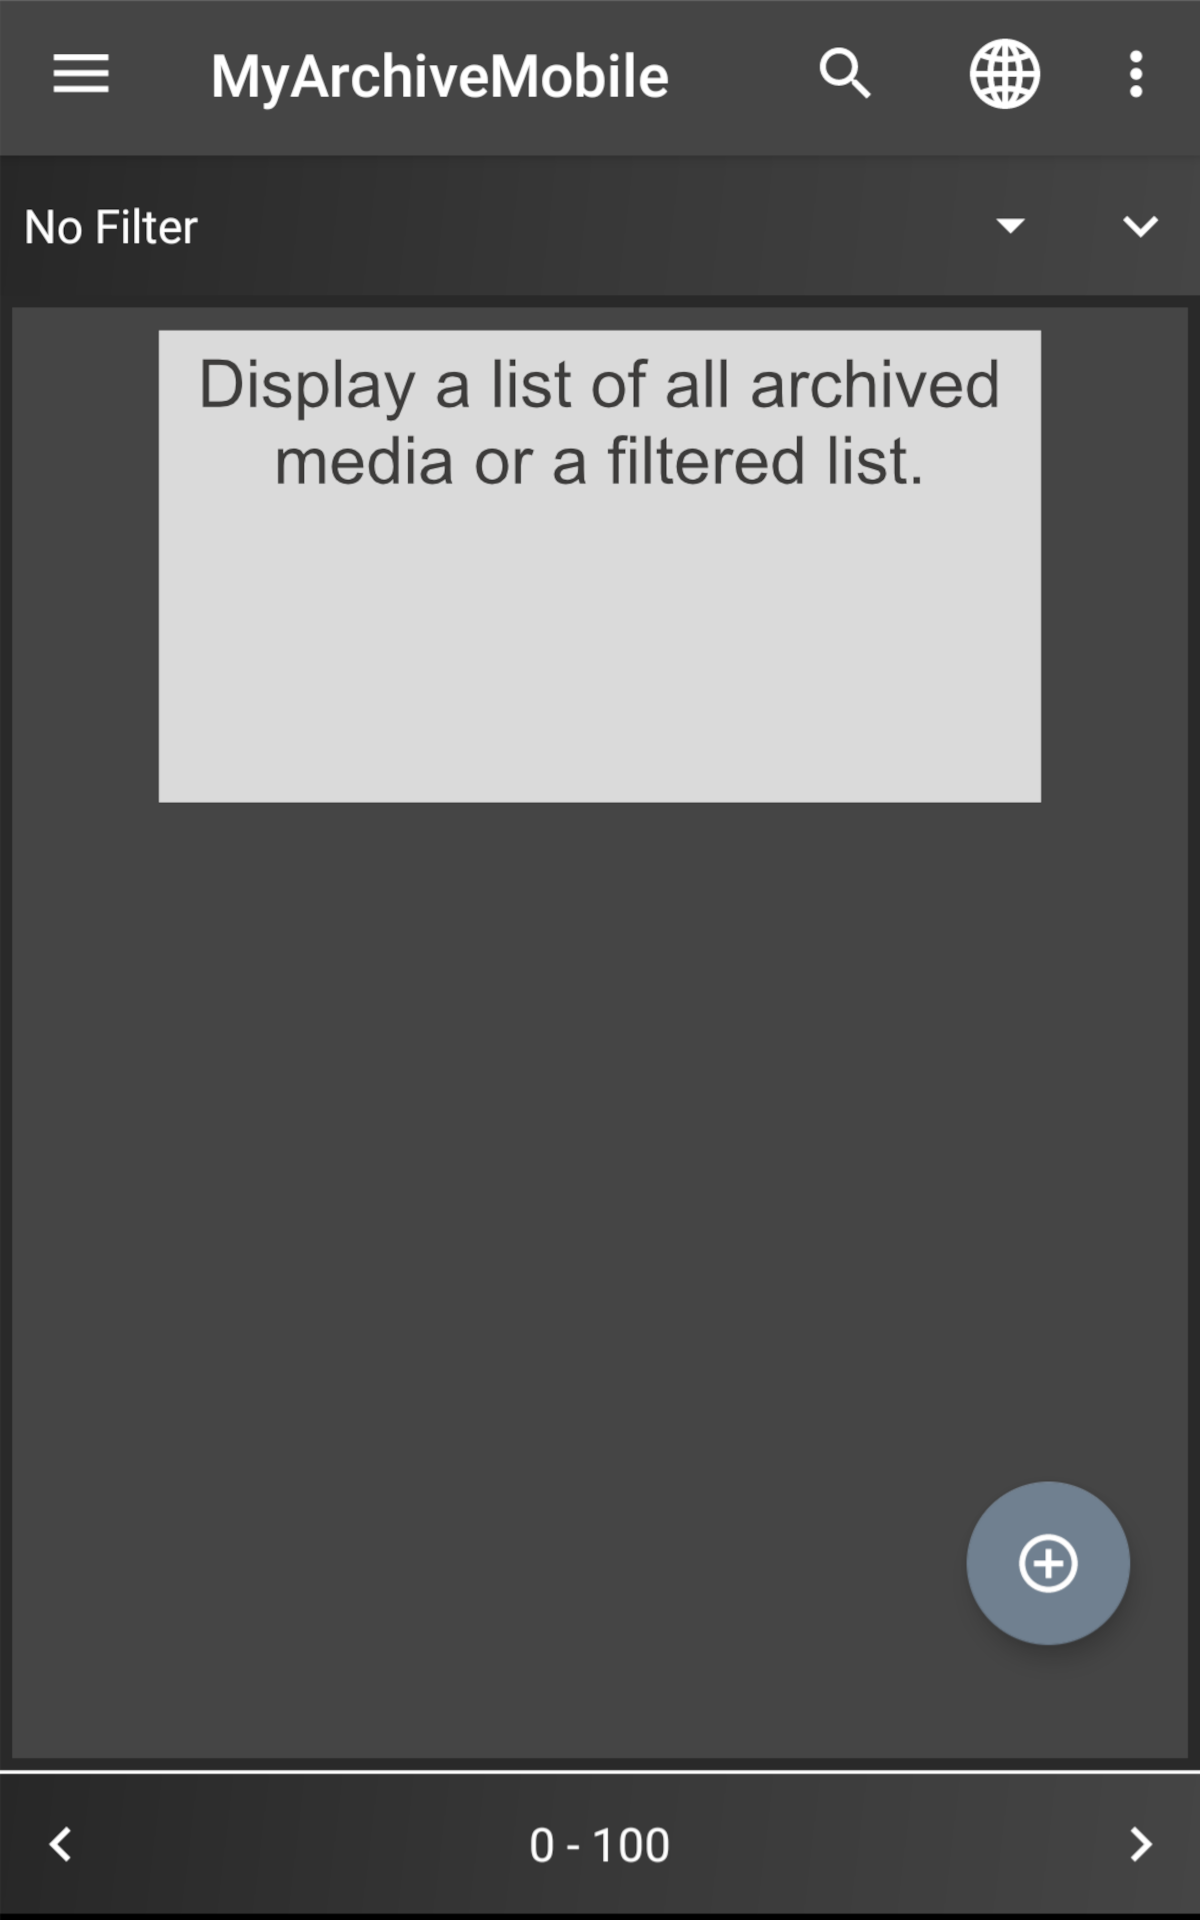 MyArchiveMobile
No Filter
Display a list of all archived
media or a filtered list.
0 - 100